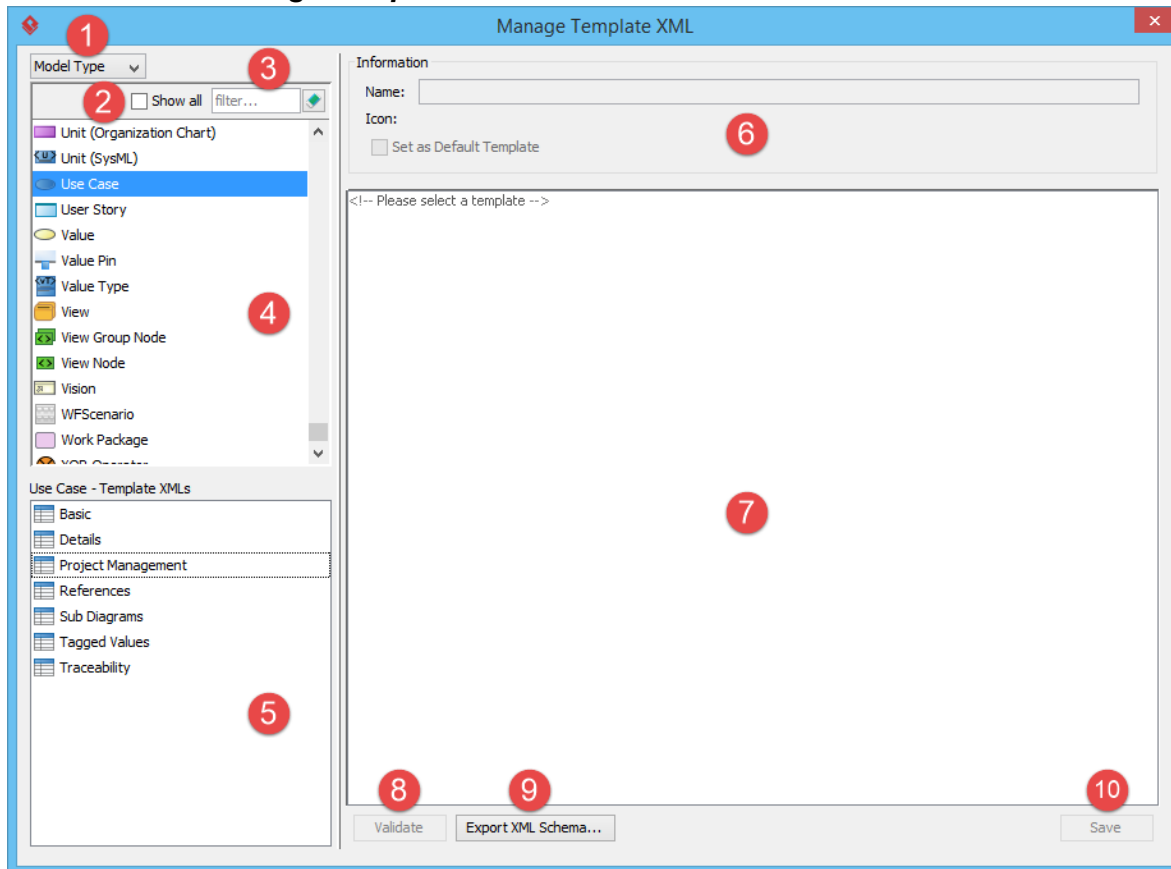 Manage Template XML
1
Model Type
3
2
Show all
filter...
Unit (Organization Chart)
Unit (SysML)
Use Case
User Story
Value
Value Pin
Value Type
View
4
View Group Node
View Node
Vision
WFScenario
Work Package
Use Case - Template XMLs
Basic
Details
Project Management
References
Sub Diagrams
Tagged Values
Traceability
5
Information
Name:
Icon:
6
Set as Default Template
<!-- Please select a template -->
7
8
9
10
Validate
Export XML Schema...
Save